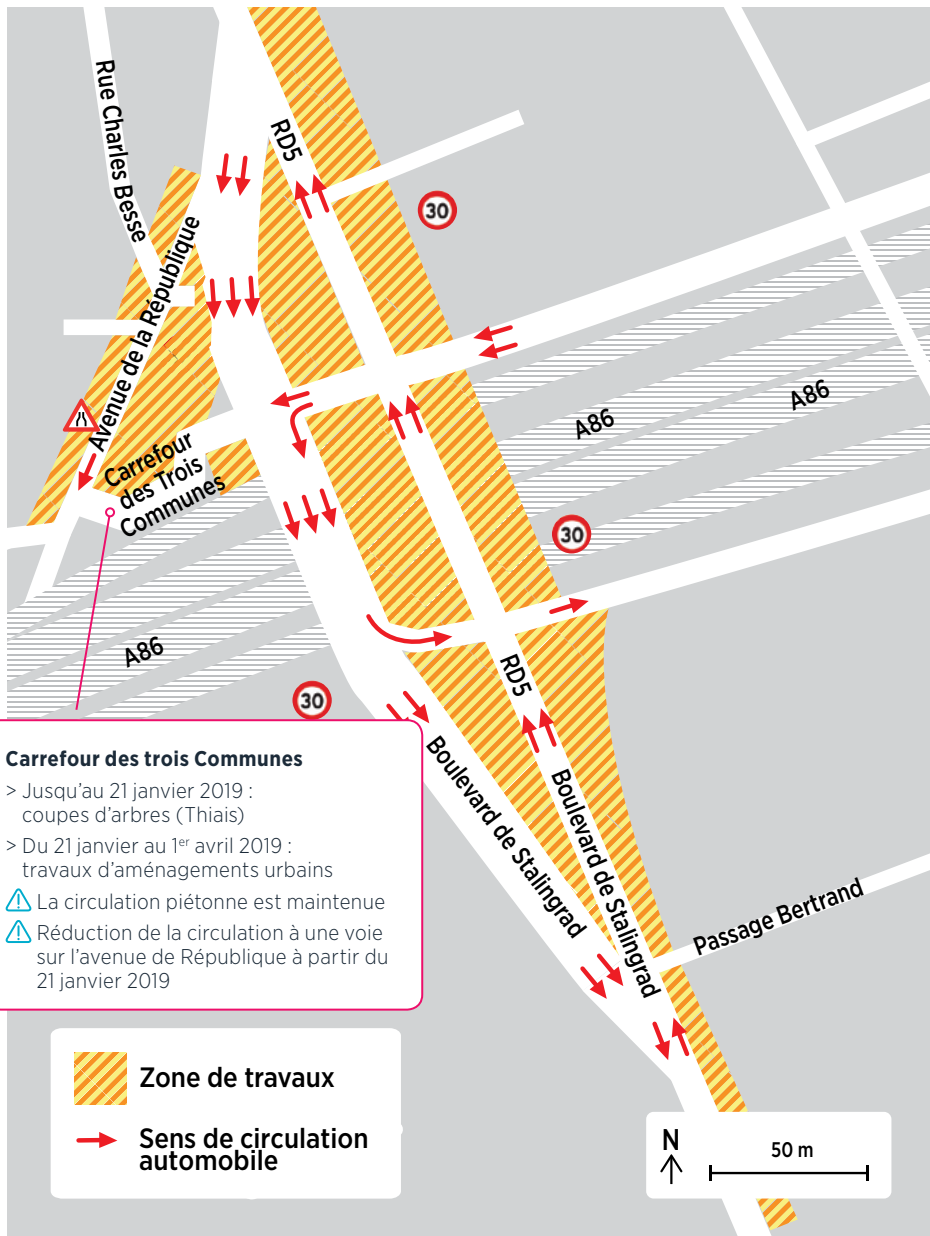 Rue Charles Besse
RD5
30
Avenue de la République
A86
A86
Carrefour
des Trois
Communes
30
A86
RD5
30
Carrefour des trois Communes
> Jusqu'au 21 janvier 2019 :
coupes d'arbres (Thiais)
> Du 21 janvier au 1er avril 2019 :
travaux d'aménagements urbains
La circulation piétonne est maintenue
Réduction de la circulation à une voie
sur l'avenue de République à partir du
21 janvier 2019
Boulevard de Stalingrad
Boulevard de Stalingrad
Passage Bertrand
Zone de travaux
Sens de circulation
automobile
N
50 m